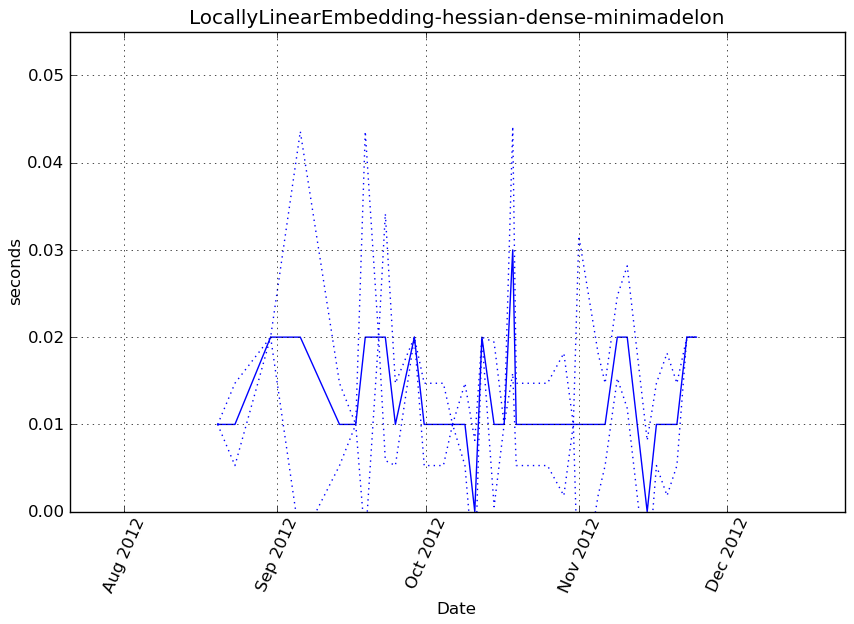 LocallyLinearEmbedding-hessian-dense-minimadelon
0.05
0.04
0.03
0.02
0.01
0.00
seconds
Aug 2012
Sep 2012
Oct 2012
Nov 2012
Dec 2012
Date